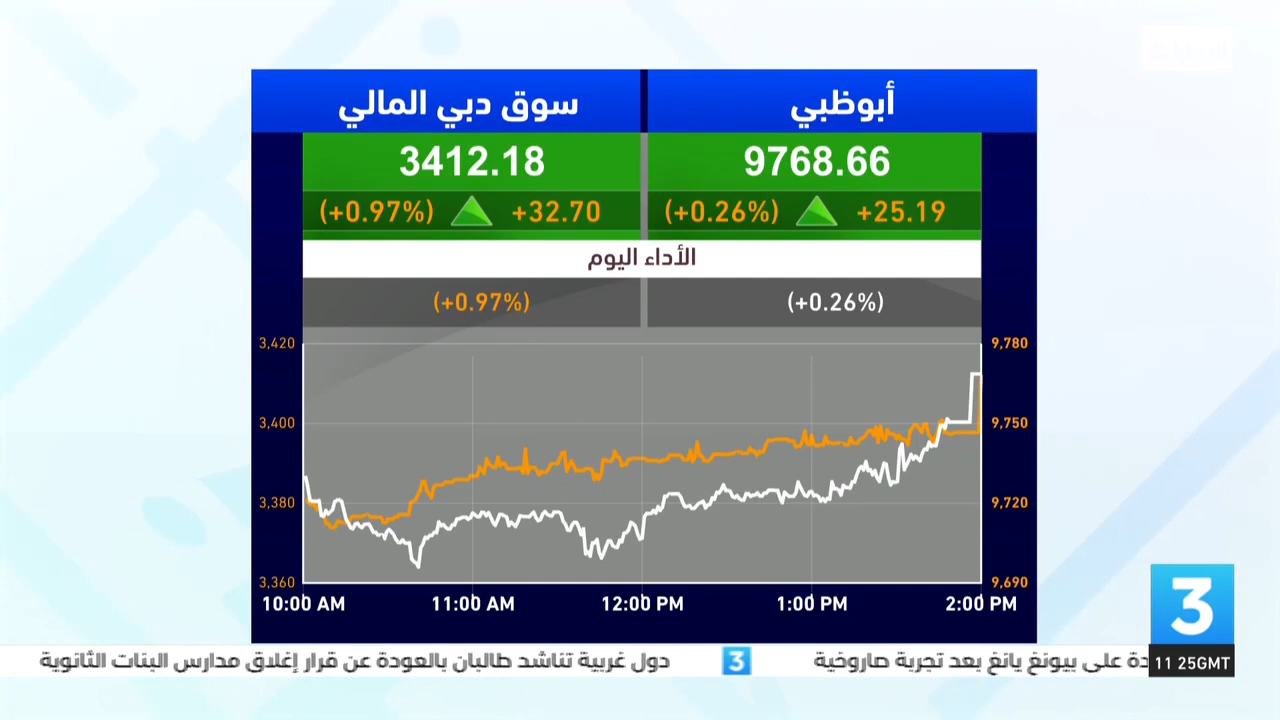 أبوظبي
سوق دبي المالي
9768.66
3412.18
(+0.26%) +25.19
(+0.97%) +32.70
الأداء اليوم
(+0.26%)
(+0.97%)
3,420
3,400
3,380
3,360
9,780
9,750
9,720
9,690
10:00 AM 11:00 AM 12:00 PM 1:00 PM 2:00 PM
3
11 25GMT
دة على بيونغ يانغ بعد تجربة صاروخية 3 دول غربية تناشد طالبان بالعودة عن قرار إغلاق مدارس البنات الثانوية